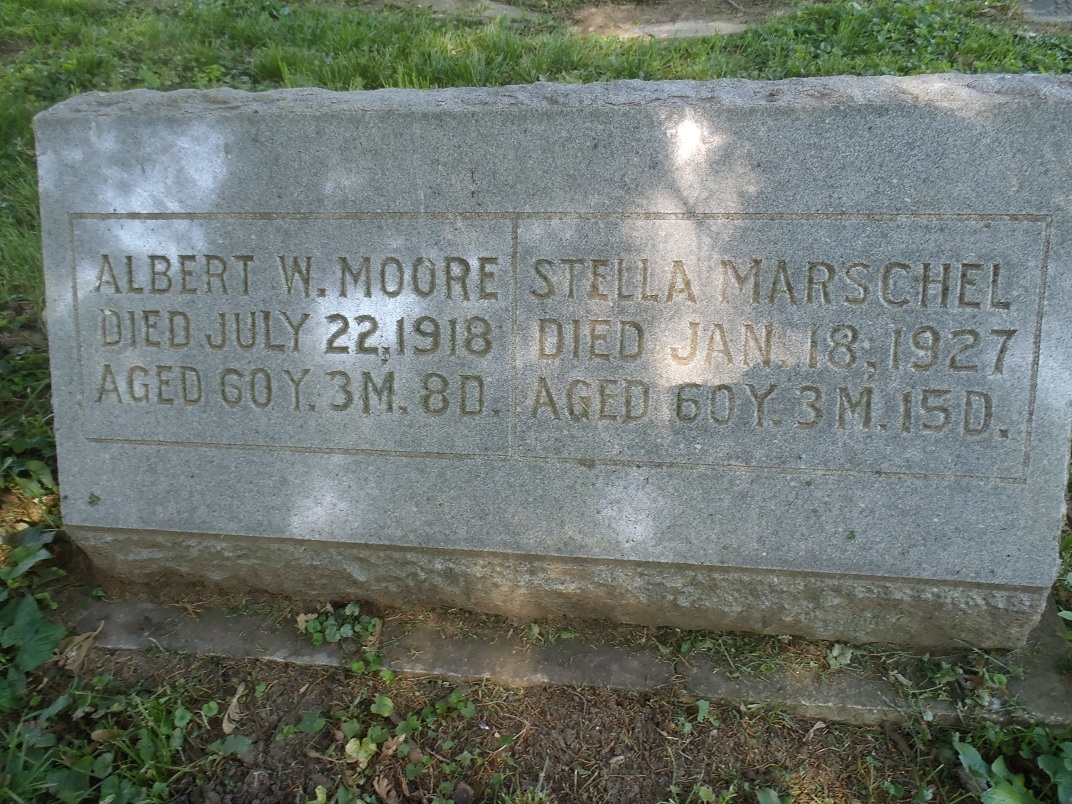 ALBERT W. MOORE
DIED JULY 22, 1918
AGED 60 Y. 3 M. 8 D.
STELLA MARSCHEL
DIED JAN. 18, 1927
AGED 60 Y. 3 M. 15 D.